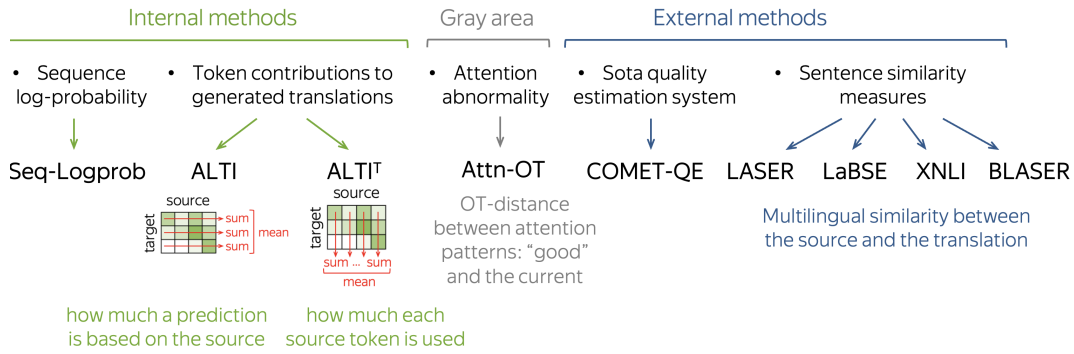 Internal methods
Gray area
External methods
• Sequence
log-probability
• Token contributions to
generated translations
• Attention
abnormality
• Sota quality
estimation system
• Sentence similarity
measures
Seq-Logprob
ALTI
ALTIᵀ
Attn-OT
COMET-QE
LASER
LaBSE
XNLI
BLASER
source
target
sum
sum
sum
mean
source
target
sum ... sum
mean
OT-distance
between attention
patterns: “good”
and the current
Multilingual similarity between
the source and the translation
how much a prediction
is based on the source
how much each
source token is used